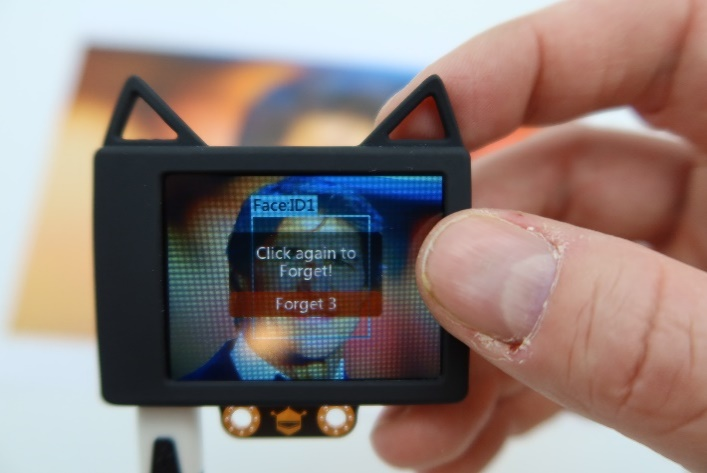 Face:ID1
Click again to
Forget!
Forget 3